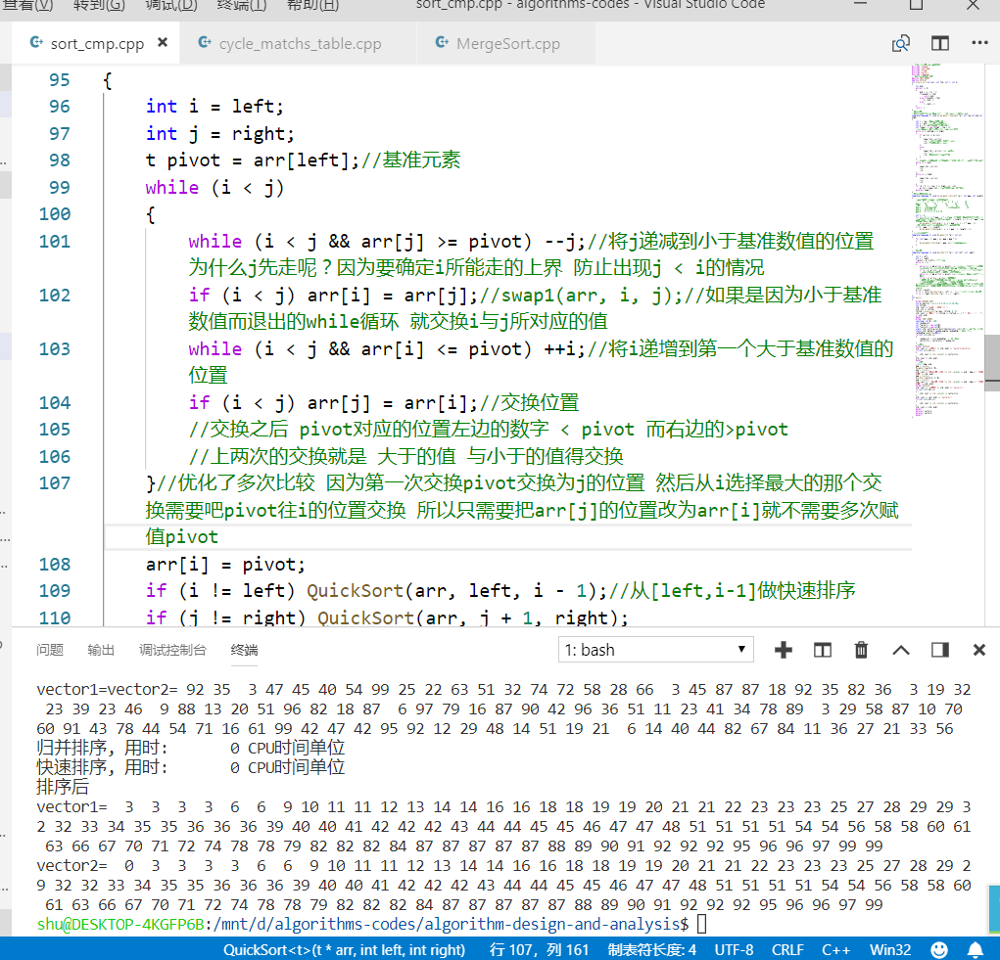 查看(V) 转到(G) 调试(D) 终端(T) 帮助(H) sort_cmp.cpp - algorithms-codes - Visual Studio Code
sort_cmp.cpp cycle_matchs_table.cpp MergeSort.cpp
95 {
96 int i = left;
97 int j = right;
98 t pivot = arr[left];//基准元素
99 while (i < j)
100 {
101 while (i < j && arr[j] >= pivot) --j;//将j递减到小于基准数值的位置
为什么j先走呢？因为要确定i所能走的上界 防止出现j < i的情况
102 if (i < j) arr[i] = arr[j];//swap1(arr, i, j);//如果是因为小于基准
数值而退出的while循环 就交换i与j所对应的值
103 while (i < j && arr[i] <= pivot) ++i;//将i递增到第一个大于基准数值的
位置
104 if (i < j) arr[j] = arr[i];//交换位置
105 //交换之后 pivot对应的位置左边的数字 < pivot 而右边的>pivot
106 //上两次的交换就是 大于的值 与小于的值得交换
107 }//优化了多次比较 因为第一次交换pivot交换为j的位置 然后从i选择最大的那个交
换需要吧pivot往i的位置交换 所以只需要把arr[j]的位置改为arr[i]就不需要多次赋
值pivot
108 arr[i] = pivot;
109 if (i != left) QuickSort(arr, left, i - 1);//从[left,i-1]做快速排序
110 if (j != right) QuickSort(arr, j + 1, right);
问题 输出 调试控制台 终端 1: bash
vector1=vector2= 92 35  3 47 45 40 54 99 25 22 63 51 32 74 72 58 28 66  3 45 87 87 18 92 35 82 36  3 19 32
23 39 23 46  9 88 13 20 51 96 82 18 87  6 97 79 16 87 90 42 96 36 51 11 23 41 34 78 89  3 29 58 87 10 70
60 91 43 78 44 54 71 16 61 99 42 47 42 95 92 12 29 48 14 51 19 21  6 14 40 44 82 67 84 11 36 27 21 33 56
归并排序, 用时: 0 CPU时间单位
快速排序, 用时: 0 CPU时间单位
排序后
vector1=  3  3  3  3  6  6  9 10 11 11 12 13 14 14 16 16 18 18 19 19 20 21 21 22 23 23 23 25 27 28 29 29 3
2 32 33 34 35 35 36 36 36 39 40 40 41 42 42 42 43 44 44 45 45 46 47 47 48 51 51 51 51 54 54 56 58 58 60 61
63 66 67 70 71 72 74 78 78 79 82 82 82 84 87 87 87 87 87 88 89 90 91 92 92 92 95 96 96 97 99 99
vector2=  0  3  3  3  3  6  6  9 10 11 11 12 13 14 14 16 16 18 18 19 19 20 21 21 22 23 23 23 25 27 28 29 2
9 32 32 33 34 35 35 36 36 36 39 40 40 41 42 42 42 43 44 44 45 45 46 47 47 48 51 51 51 51 54 54 56 58 58 60
61 63 66 67 70 71 72 74 78 78 79 82 82 82 84 87 87 87 87 87 88 89 90 91 92 92 92 95 96 96 97 99
shu@DESKTOP-4KGFP6B:/mnt/d/algorithms-codes/algorithm-design-and-analysis$
QuickSort<t>(t * arr, int left, int right) 行 107，列 161 制表符长度: 4 UTF-8 CRLF C++ Win32